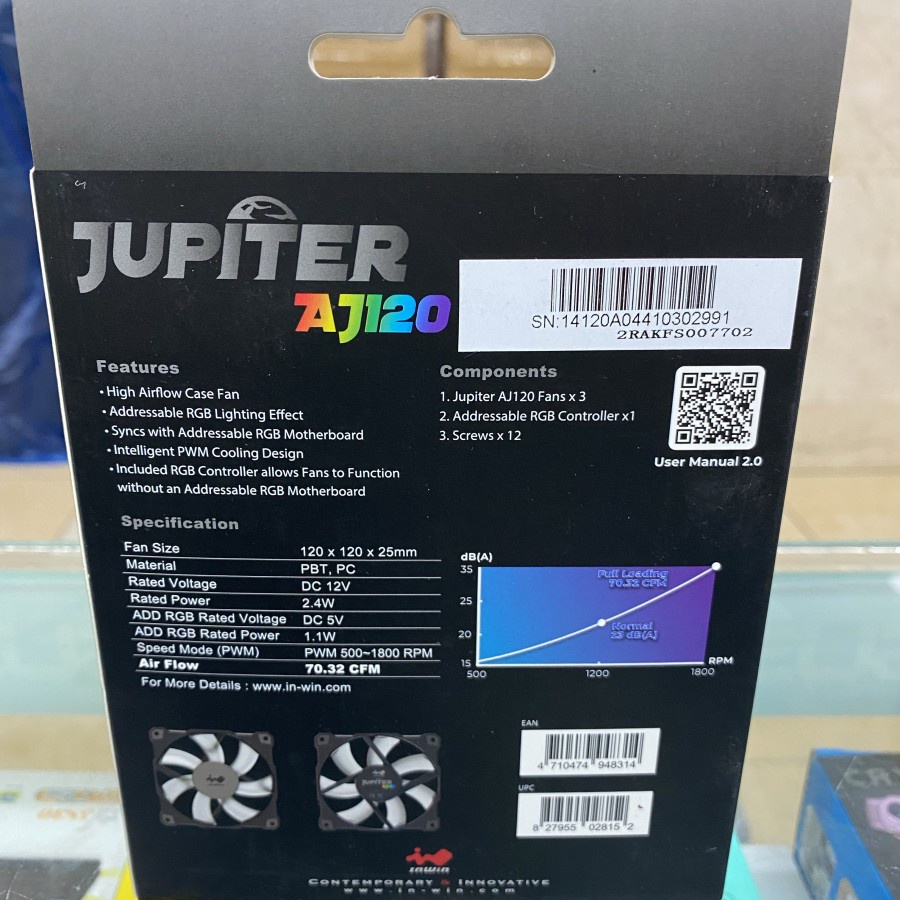 JUPITER
AJ120
SN:14120A04410302991
2RAKFS007702
Features
• High Airflow Case Fan
• Addressable RGB Lighting Effect
• Syncs with Addressable RGB Motherboard
• Intelligent PWM Cooling Design
• Included RGB Controller allows Fans to Function
without an Addressable RGB Motherboard
Components
1. Jupiter AJ120 Fans x 3
2. Addressable RGB Controller x1
3. Screws x 12
User Manual 2.0
Specification
Fan Size 120 x 120 x 25mm
Material PBT, PC
Rated Voltage DC 12V
Rated Power 2.4W
ADD RGB Rated Voltage DC 5V
ADD RGB Rated Power 1.1W
Speed Mode (PWM) PWM 500~1800 RPM
Air Flow 70.32 CFM
For More Details : www.in-win.com
dB(A)
35
25
20
15
Full Loading
70.32 CFM
Normal
23 dB(A)
RPM
500 1200 1800
JUPITER
EAN
4 710474 948314
UPC
8 27955 02815 2
inwin
CONTEMPORARY & INNOVATIVE
www.in-win.com